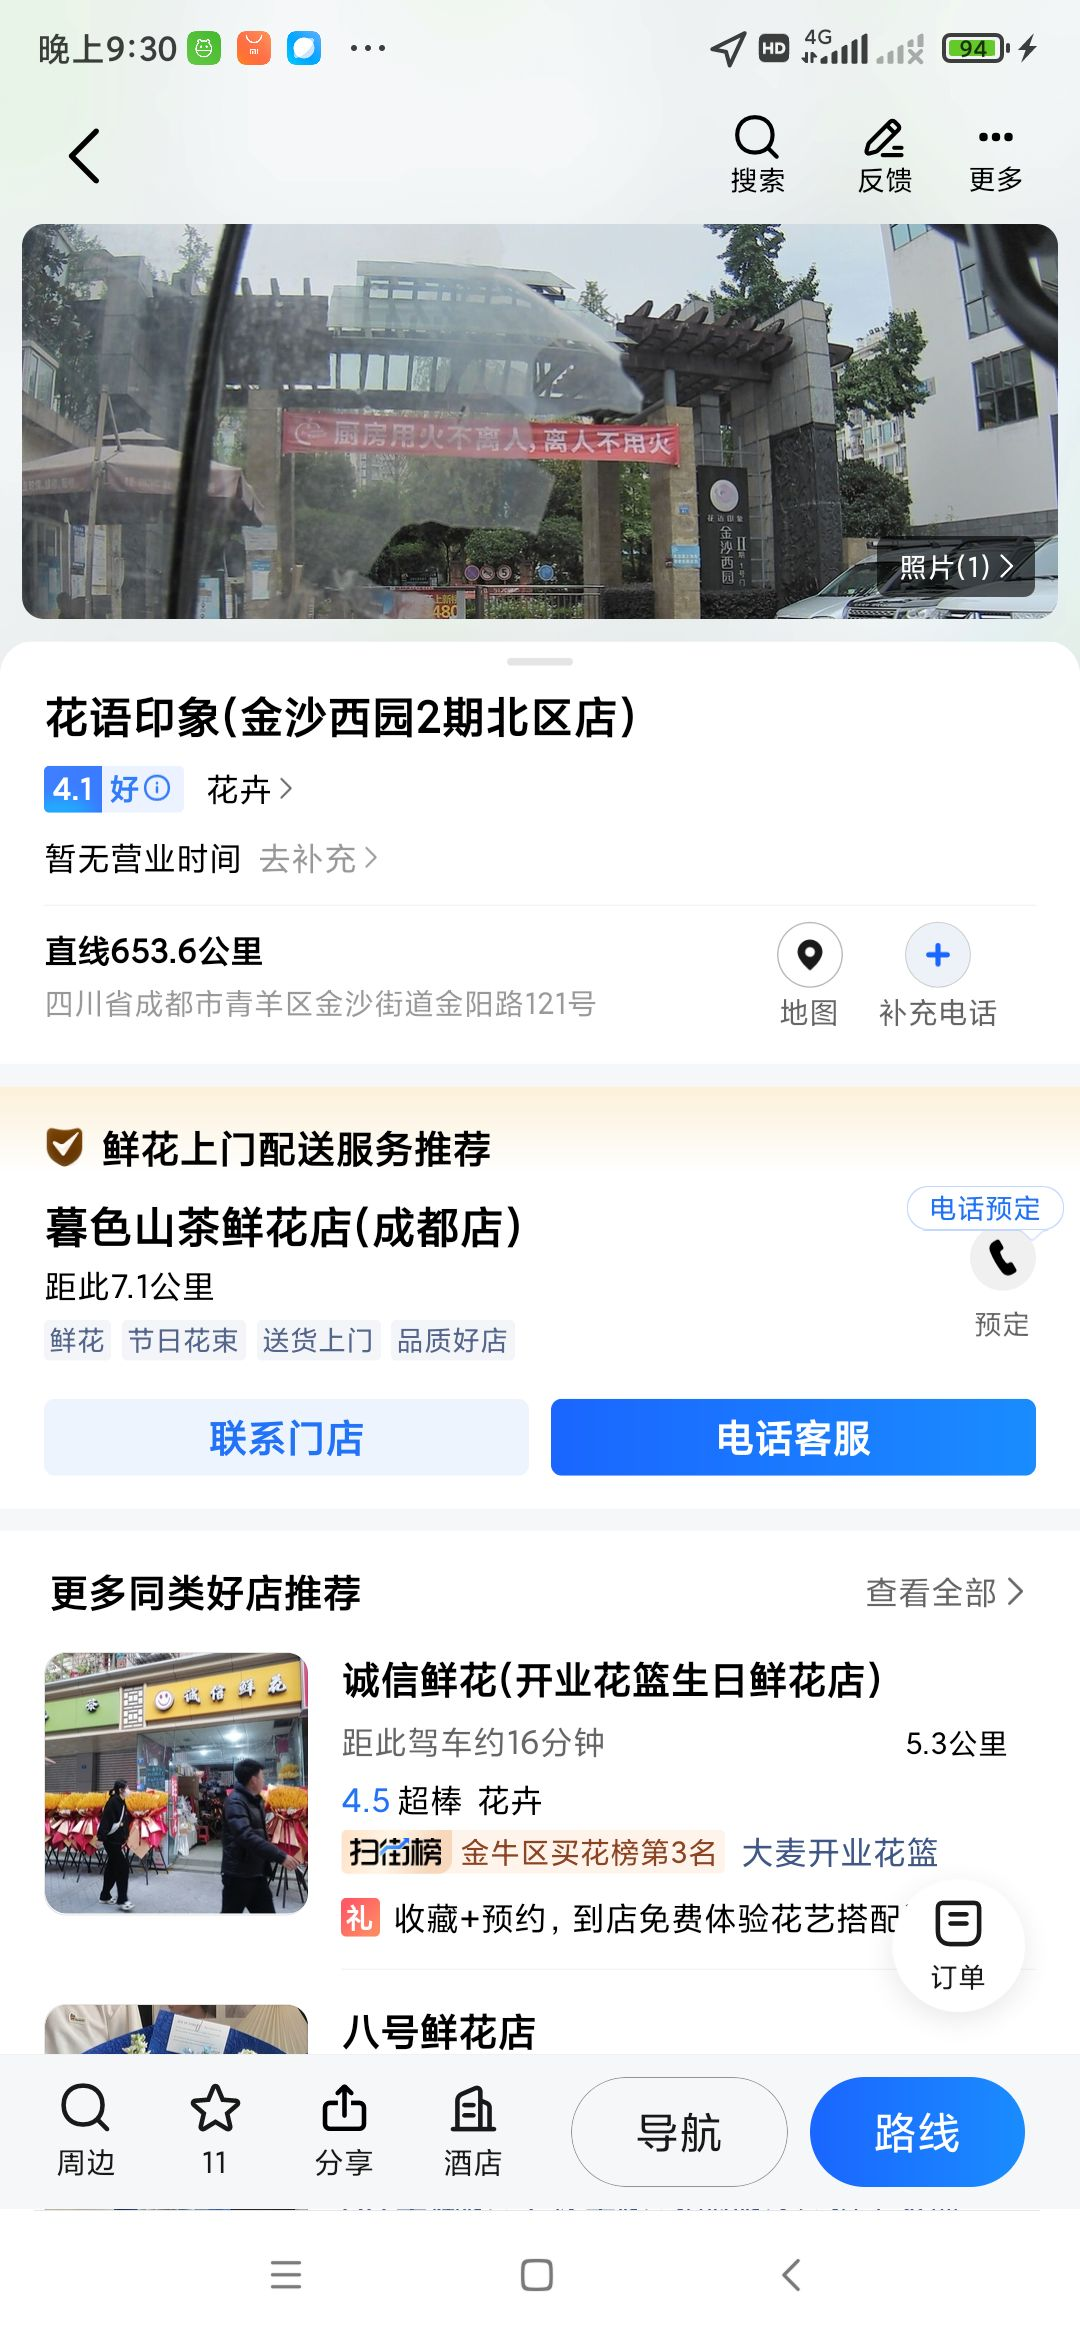 晚上9:30
HD
4G
94
搜索
反馈
更多
厨房用火不离人，离人不用火
花语印象
金沙西园
II期
照片(1)
花语印象(金沙西园2期北区店)
4.1 好 花卉
暂无营业时间 去补充
直线653.6公里
四川省成都市青羊区金沙街道金阳路121号
地图
补充电话
鲜花上门配送服务推荐
暮色山茶鲜花店(成都店)
电话预定
距此7.1公里
预定
鲜花 节日花束 送货上门 品质好店
联系门店
电话客服
更多同类好店推荐
查看全部
茶 诚信鲜花
诚信鲜花(开业花篮生日鲜花店)
距此驾车约16分钟
5.3公里
4.5 超棒 花卉
扫街榜 金牛区买花榜第3名 大麦开业花篮
礼 收藏+预约，到店免费体验花艺搭配
订单
八号鲜花店
周边
11
分享
酒店
导航
路线